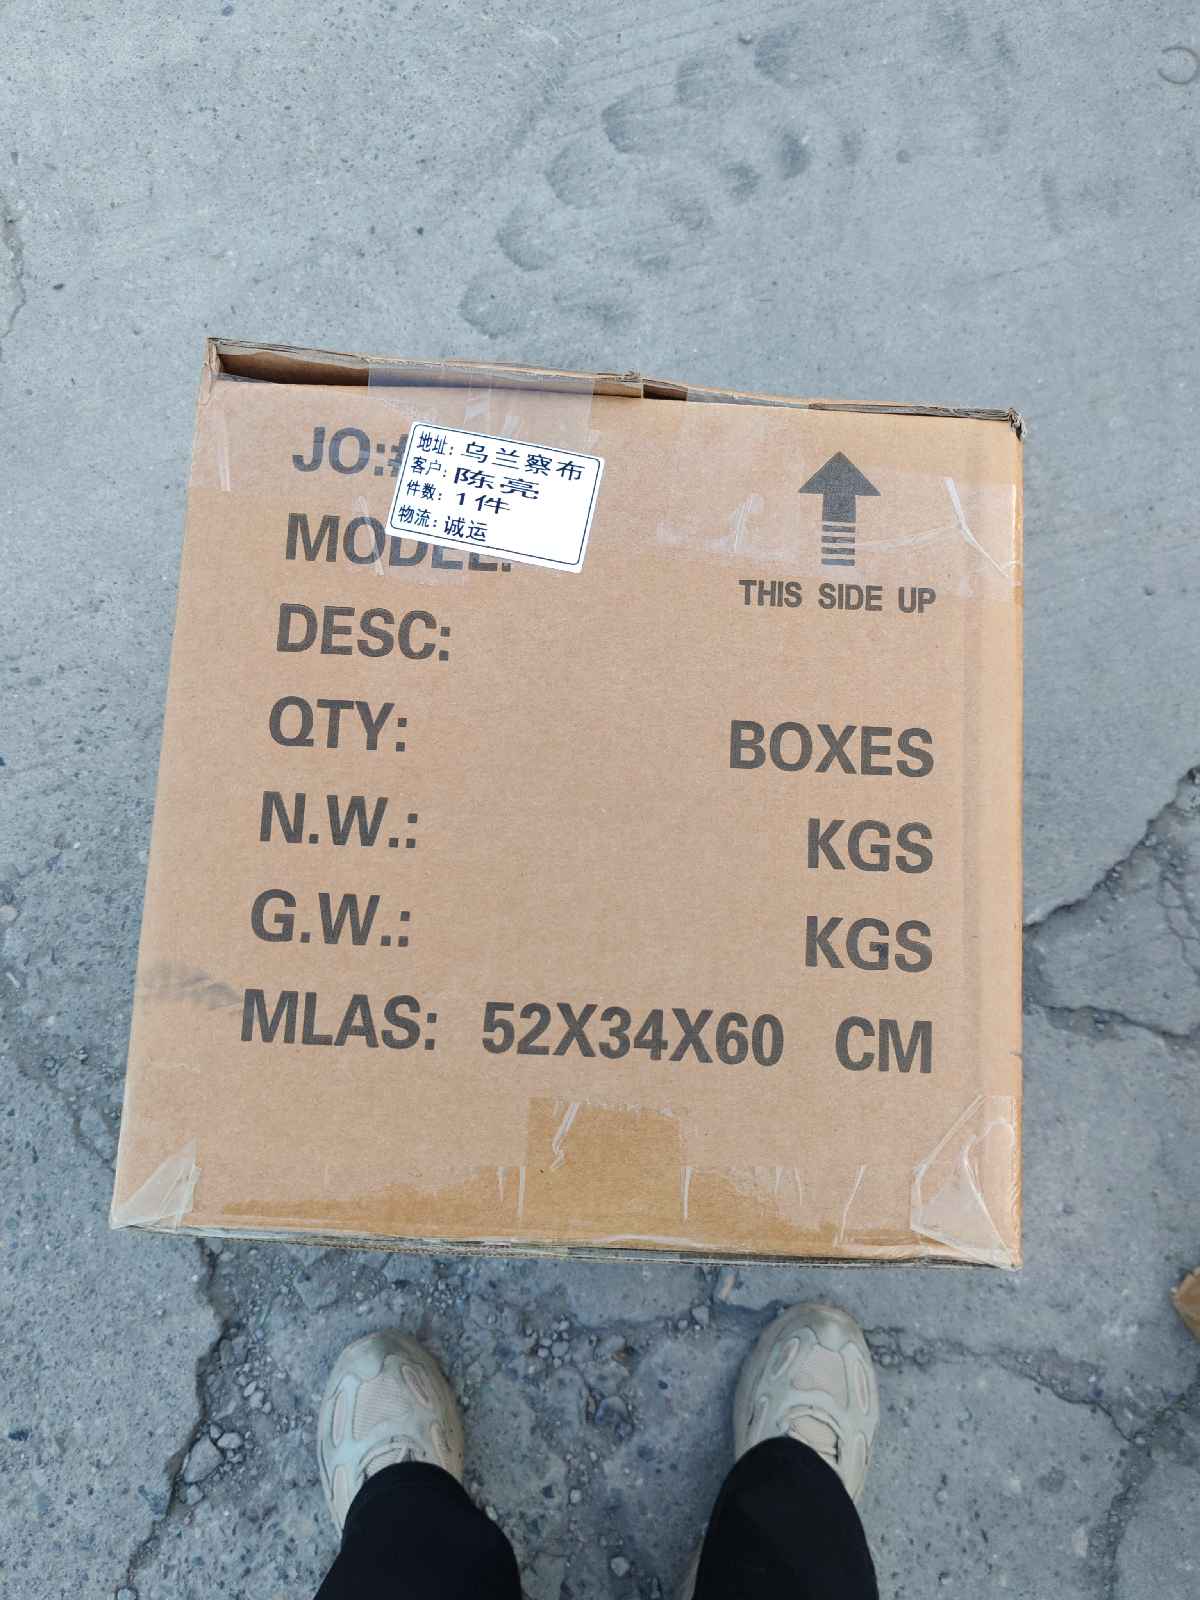 JO:#
地址: 乌兰察布
客户: 陈亮
件数: 1件
物流: 诚运
MODEL:
THIS SIDE UP
DESC:
QTY: BOXES
N.W.: KGS
G.W.: KGS
MLAS: 52X34X60 CM